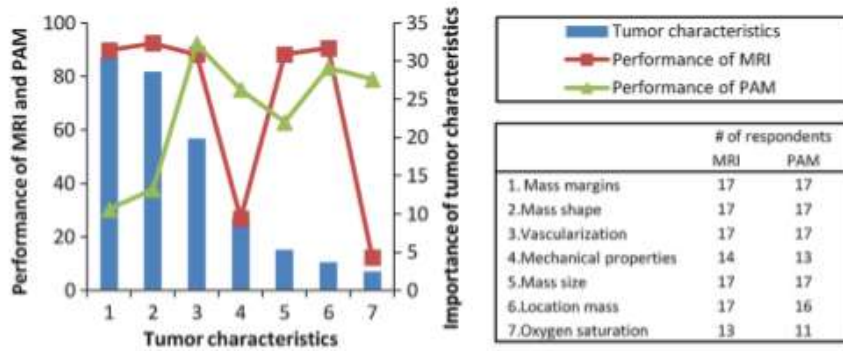 Performance of MRI and PAM
100
80
60
40
20
0
1 2 3 4 5 6 7
Tumor characteristics
35
30
25
20
15
10
5
0
Importance of tumor characteristics
Tumor characteristics
Performance of MRI
Performance of PAM
# of respondents
MRI PAM
1. Mass margins 17 17
2.Mass shape 17 17
3.Vascularization 17 17
4.Mechanical properties 14 13
5.Mass size 17 17
6.Location mass 17 16
7.Oxygen saturation 13 11